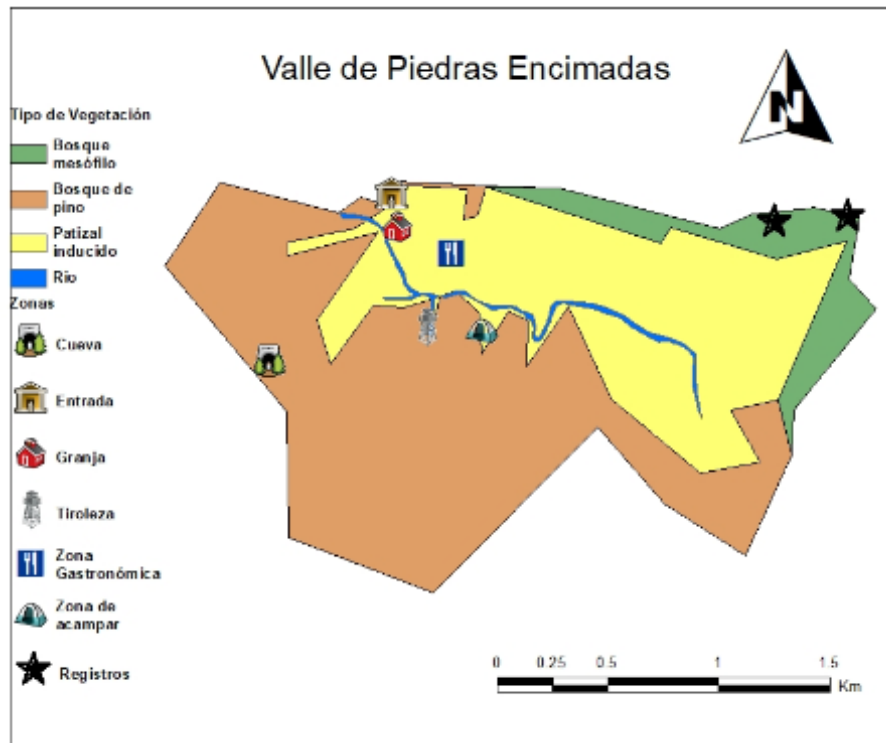 Valle de Piedras Encimadas
N
Tipo de Vegetación
Bosque
mesófilo
Bosque de
pino
Patizal
inducido
Rio
Zonas
Cueva
Entrada
Granja
Tiroleza
Zona
Gastronómica
Zona de
acampar
Registros
0 0.25 0.5 1 1.5
Km